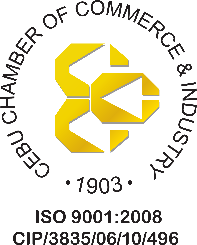 CEBU CHAMBER OF COMMERCE & INDUSTRY
• 1903 •
ISO 9001:2008
CIP/3835/06/10/496